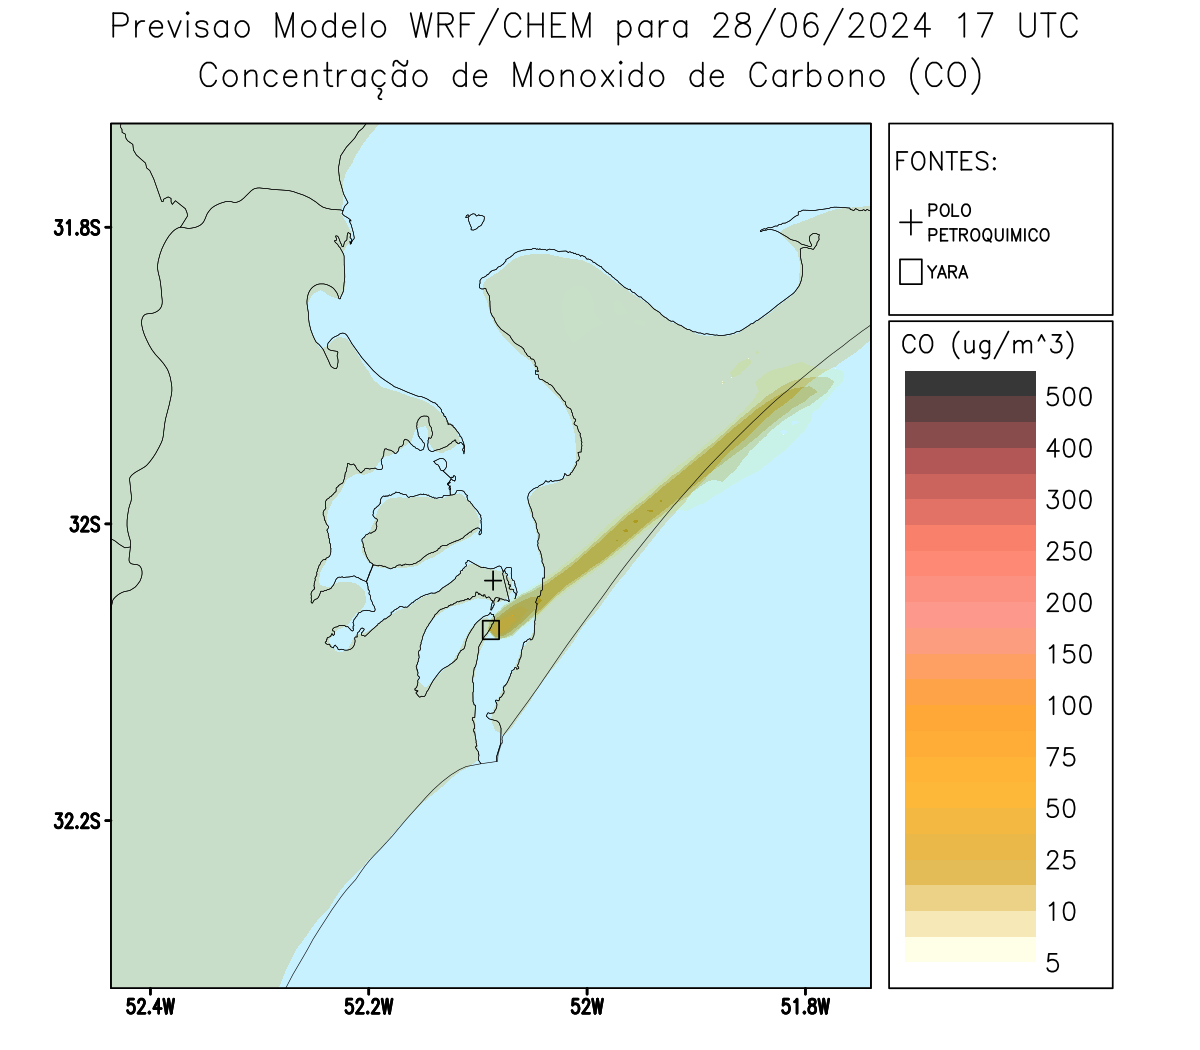 Previsao Modelo WRF/CHEM para 28/06/2024 17 UTC
Concentração de Monoxido de Carbono (CO)
FONTES:
POLO
PETROQUIMICO
YARA
CO (ug/m^3)
500
400
300
250
200
150
100
75
50
25
10
5
31.8S
32S
32.2S
52.4W
52.2W
52W
51.8W